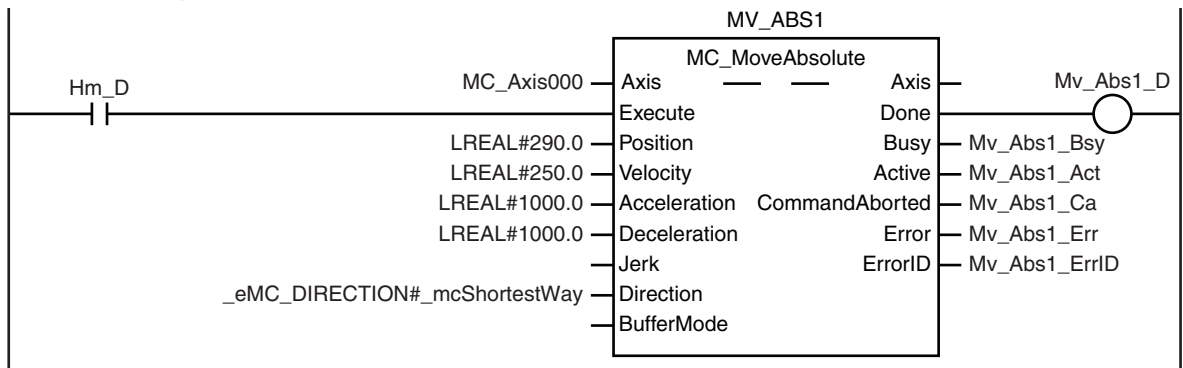 MV_ABS1
MC_MoveAbsolute
Hm_D MC_Axis000 Axis Axis Mv_Abs1_D
Execute Done
LREAL#290.0 Position Busy Mv_Abs1_Bsy
LREAL#250.0 Velocity Active Mv_Abs1_Act
LREAL#1000.0 Acceleration CommandAborted Mv_Abs1_Ca
LREAL#1000.0 Deceleration Error Mv_Abs1_Err
Jerk ErrorID Mv_Abs1_ErrID
_eMC_DIRECTION#_mcShortestWay Direction
BufferMode